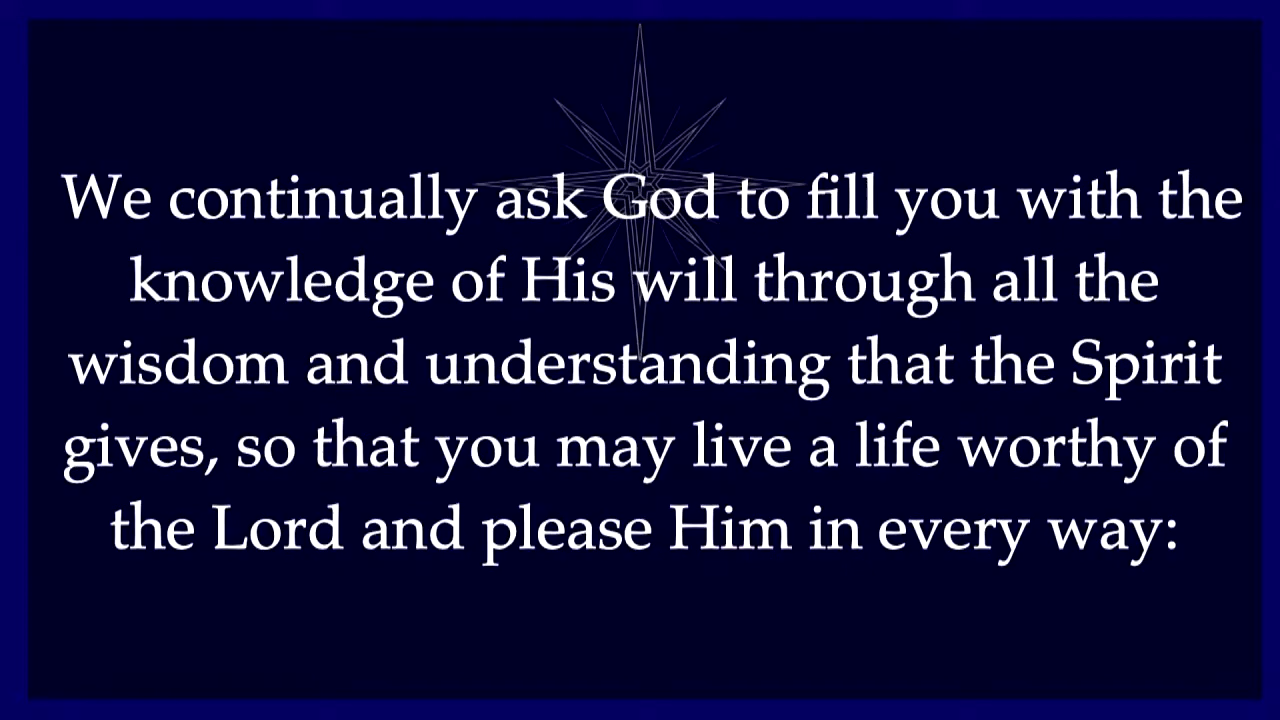 We continually ask God to fill you with the
knowledge of His will through all the
wisdom and understanding that the Spirit
gives, so that you may live a life worthy of
the Lord and please Him in every way: